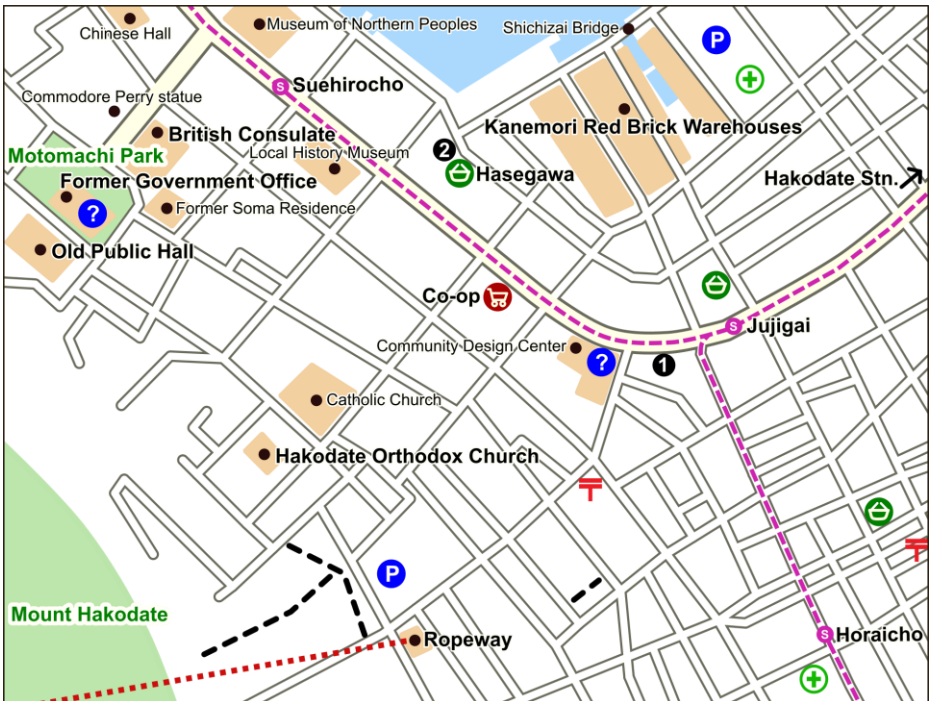 Chinese Hall
Museum of Northern Peoples
Shichizai Bridge
P
S
Suehirocho
Commodore Perry statue
British Consulate
Kanemori Red Brick Warehouses
Motomachi Park
Local History Museum
2
Hasegawa
Former Government Office
Hakodate Stn.
?
Former Soma Residence
Old Public Hall
Co-op
S
Jujigai
Community Design Center
?
1
Catholic Church
Hakodate Orthodox Church
〒
〒
P
Mount Hakodate
Ropeway
S
Horaicho